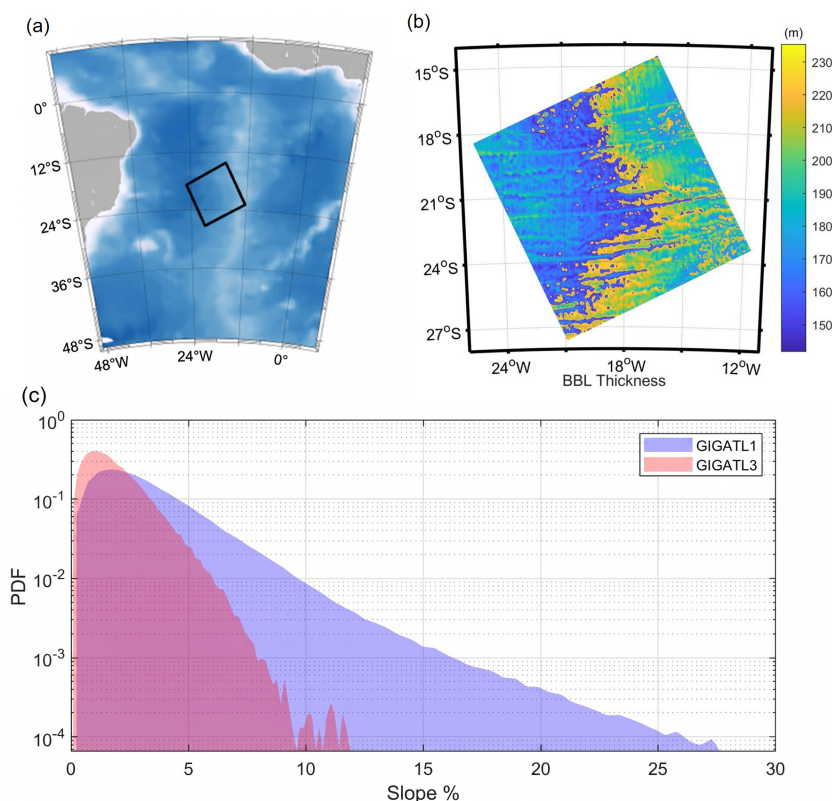 (a)
0°
12°S
24°S
36°S
48°S
48°W
24°W
0°
(b)
(m)
15°S
18°S
21°S
24°S
27°S
24°W
18°W
12°W
BBL Thickness
230
220
210
200
190
180
170
160
150
(c)
10^0
10^-1
10^-2
10^-3
10^-4
PDF
GIGATL1
GIGATL3
0
5
10
15
20
25
30
Slope %